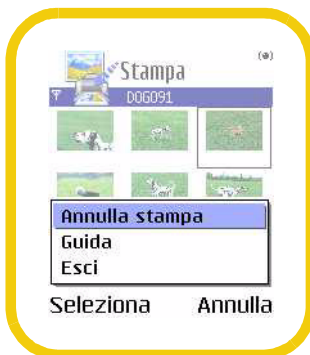 Stampa
DOG091
Annulla stampa
Guida
Esci
Seleziona Annulla